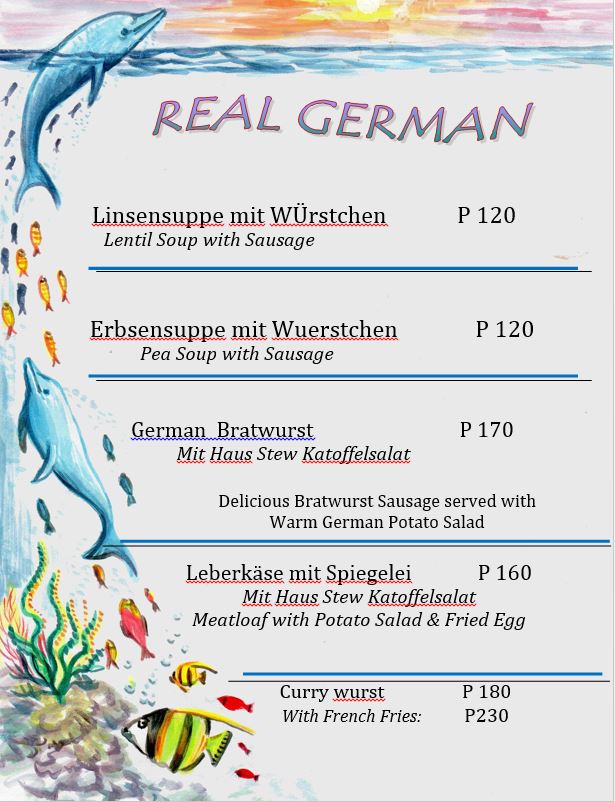 REAL GERMAN
Linsensuppe mit WÜrstchen P 120
Lentil Soup with Sausage
Erbsensuppe mit Wuerstchen P 120
Pea Soup with Sausage
German Bratwurst P 170
Mit Haus Stew Katoffelsalat
Delicious Bratwurst Sausage served with
Warm German Potato Salad
Leberkäse mit Spiegelei P 160
Mit Haus Stew Katoffelsalat
Meatloaf with Potato Salad & Fried Egg
Curry wurst P 180
With French Fries: P230